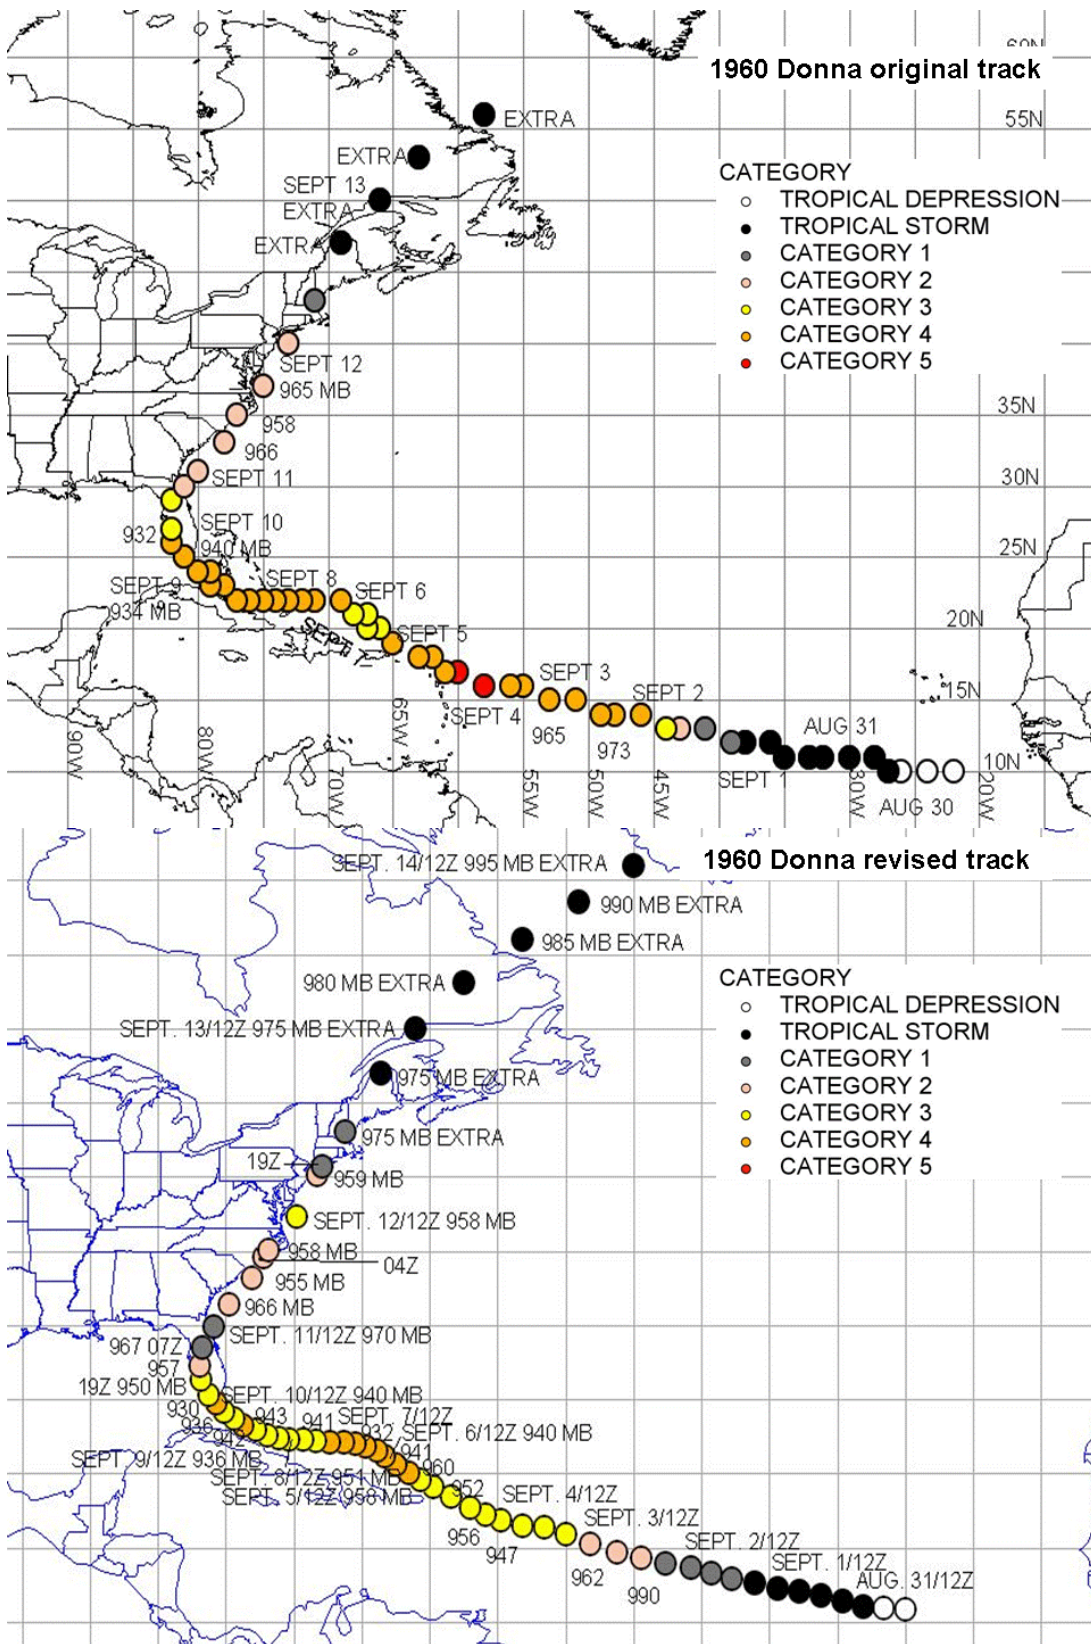 60N
1960 Donna original track
EXTRA
55N
EXTRA
CATEGORY
TROPICAL DEPRESSION
TROPICAL STORM
CATEGORY 1
CATEGORY 2
CATEGORY 3
CATEGORY 4
CATEGORY 5
SEPT 13
EXTRA
EXTRA
SEPT 12
965 MB
35N
958
966
SEPT 11
30N
SEPT 10
932
940 MB
25N
SEPT 9
934 MB
SEPT 8
SEPT 6
SEPT 7
SEPT 5
20N
SEPT 3
SEPT 4
965
SEPT 2
973
15N
AUG 31
SEPT 1
10N
AUG 30
90W
80W
70W
65W
55W
50W
45W
30W
20W
1960 Donna revised track
SEPT. 14/12Z 995 MB EXTRA
990 MB EXTRA
985 MB EXTRA
980 MB EXTRA
CATEGORY
TROPICAL DEPRESSION
TROPICAL STORM
CATEGORY 1
CATEGORY 2
CATEGORY 3
CATEGORY 4
CATEGORY 5
SEPT. 13/12Z 975 MB EXTRA
975 MB EXTRA
975 MB EXTRA
19Z
959 MB
SEPT. 12/12Z 958 MB
958 MB
04Z
955 MB
966 MB
SEPT. 11/12Z 970 MB
967 07Z
957
19Z 950 MB
SEPT. 10/12Z 940 MB
930
936
943
941
SEPT. 7/12Z
942
932
SEPT. 6/12Z 940 MB
941
SEPT. 9/12Z 936 MB
960
SEPT. 8/12Z 951 MB
952
SEPT. 5/12Z 958 MB
SEPT. 4/12Z
956
SEPT. 3/12Z
947
SEPT. 2/12Z
962
SEPT. 1/12Z
990
AUG. 31/12Z